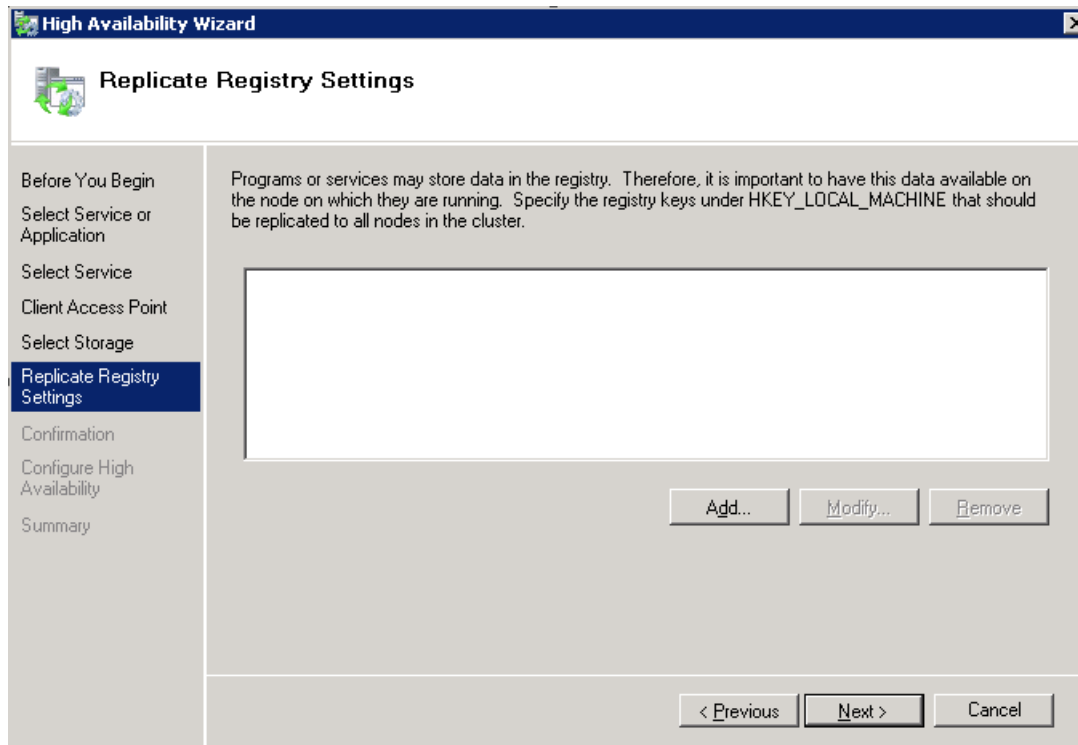 High Availability Wizard
Replicate Registry Settings
Before You Begin
Select Service or
Application
Select Service
Client Access Point
Select Storage
Replicate Registry
Settings
Confirmation
Configure High
Availability
Summary
Programs or services may store data in the registry. Therefore, it is important to have this data available on
the node on which they are running. Specify the registry keys under HKEY_LOCAL_MACHINE that should
be replicated to all nodes in the cluster.
Add...
Modify...
Remove
< Previous
Next >
Cancel